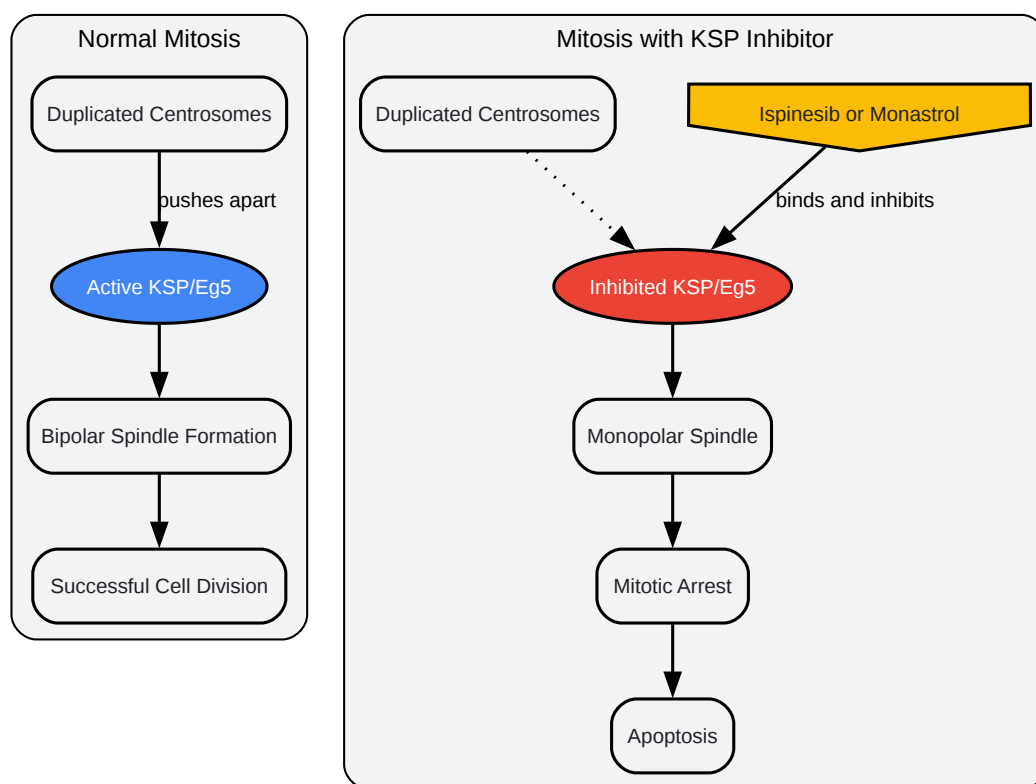 Normal Mitosis
Duplicated Centrosomes
pushes apart
Active KSP/Eg5
Bipolar Spindle Formation
Successful Cell Division
Mitosis with KSP Inhibitor
Duplicated Centrosomes
Ispinesib or Monastrol
binds and inhibits
Inhibited KSP/Eg5
Monopolar Spindle
Mitotic Arrest
Apoptosis